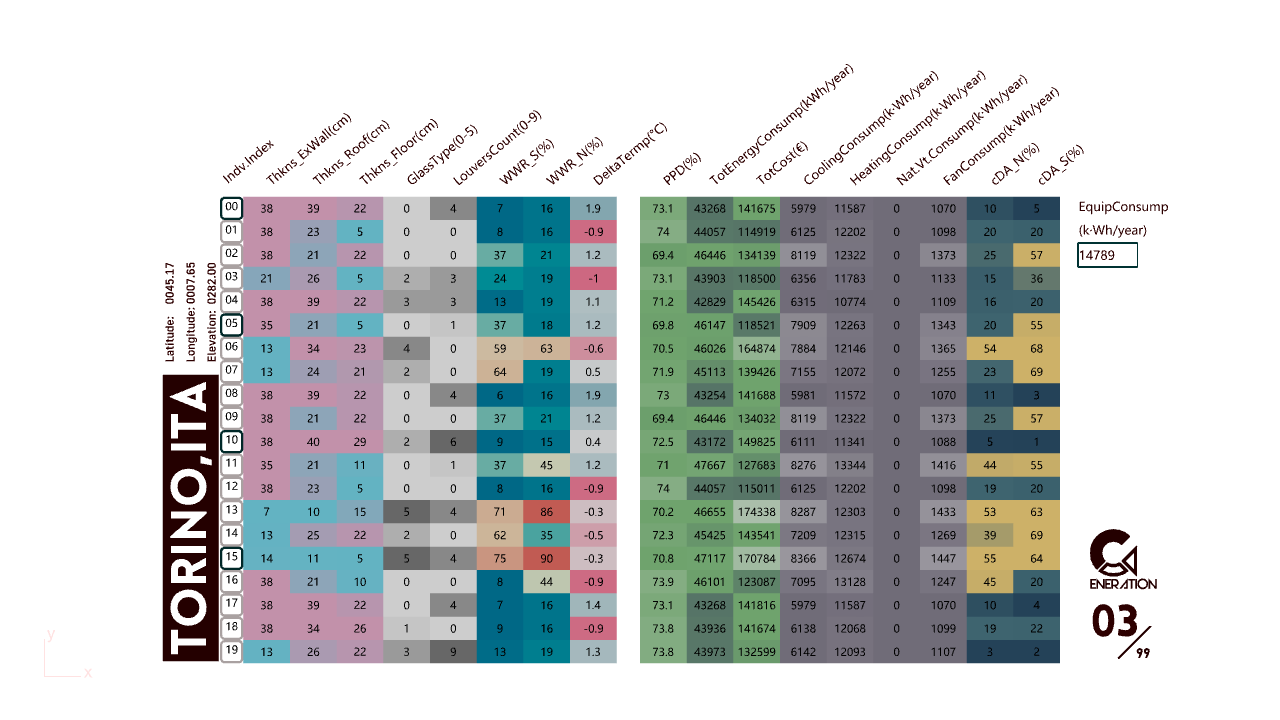 Indv.Index Thkns_ExWall(cm) Thkns_Roof(cm) Thkns_Floor(cm) GlassType(0-5) LouversCount(0-9) WWR_S(%) WWR_N(%) DeltaTermp(°C) PPD(%) TotEnergyConsump(kWh/year) TotCost(€) CoolingConsump(k·Wh/year) HeatingConsump(k·Wh/year) Nat.Vt.Consump(k·Wh/year) FanConsump(k·Wh/year) cDA_N(%) cDA_S(%)
00 38 39 22 0 4 7 16 1.9 73.1 43268 141675 5979 11587 0 1070 10 5
01 38 23 5 0 0 8 16 -0.9 74 44057 114919 6125 12202 0 1098 20 20
02 38 21 22 0 0 37 21 1.2 69.4 46446 134139 8119 12322 0 1373 25 57
03 21 26 5 2 3 24 19 -1 73.1 43903 118500 6356 11783 0 1133 15 36
04 38 39 22 3 3 13 19 1.1 71.2 42829 145426 6315 10774 0 1109 16 20
05 35 21 5 0 1 37 18 1.2 69.8 46147 118521 7909 12263 0 1343 20 55
06 13 34 23 4 0 59 63 -0.6 70.5 46026 164874 7884 12146 0 1365 54 68
07 13 24 21 2 0 64 19 0.5 71.9 45113 139426 7155 12072 0 1255 23 69
08 38 39 22 0 4 6 16 1.9 73 43254 141688 5981 11572 0 1070 11 3
09 38 21 22 0 0 37 21 1.2 69.4 46446 134032 8119 12322 0 1373 25 57
10 38 40 29 2 6 9 15 0.4 72.5 43172 149825 6111 11341 0 1088 5 1
11 35 21 11 0 1 37 45 1.2 71 47667 127683 8276 13344 0 1416 44 55
12 38 23 5 0 0 8 16 -0.9 74 44057 115011 6125 12202 0 1098 19 20
13 7 10 15 5 4 71 86 -0.3 70.2 46655 174338 8287 12303 0 1433 53 63
14 13 25 22 2 0 62 35 -0.5 72.3 45425 143541 7209 12315 0 1269 39 69
15 14 11 5 5 4 75 90 -0.3 70.8 47117 170784 8366 12674 0 1447 55 64
16 38 21 10 0 0 8 44 -0.9 73.9 46101 123087 7095 13128 0 1247 45 20
17 38 39 22 0 4 7 16 1.4 73.1 43268 141816 5979 11587 0 1070 10 4
18 38 34 26 1 0 9 16 -0.9 73.8 43936 141674 6138 12068 0 1099 19 22
19 13 26 22 3 9 13 19 1.3 73.8 43973 132599 6142 12093 0 1107 3 2
Latitude: 0045.17
Longitude: 0007.65
Elevation: 0282.00
TORINO,ITA
EquipConsump
(k·Wh/year)
14789
ENERATION
03/99
y
x